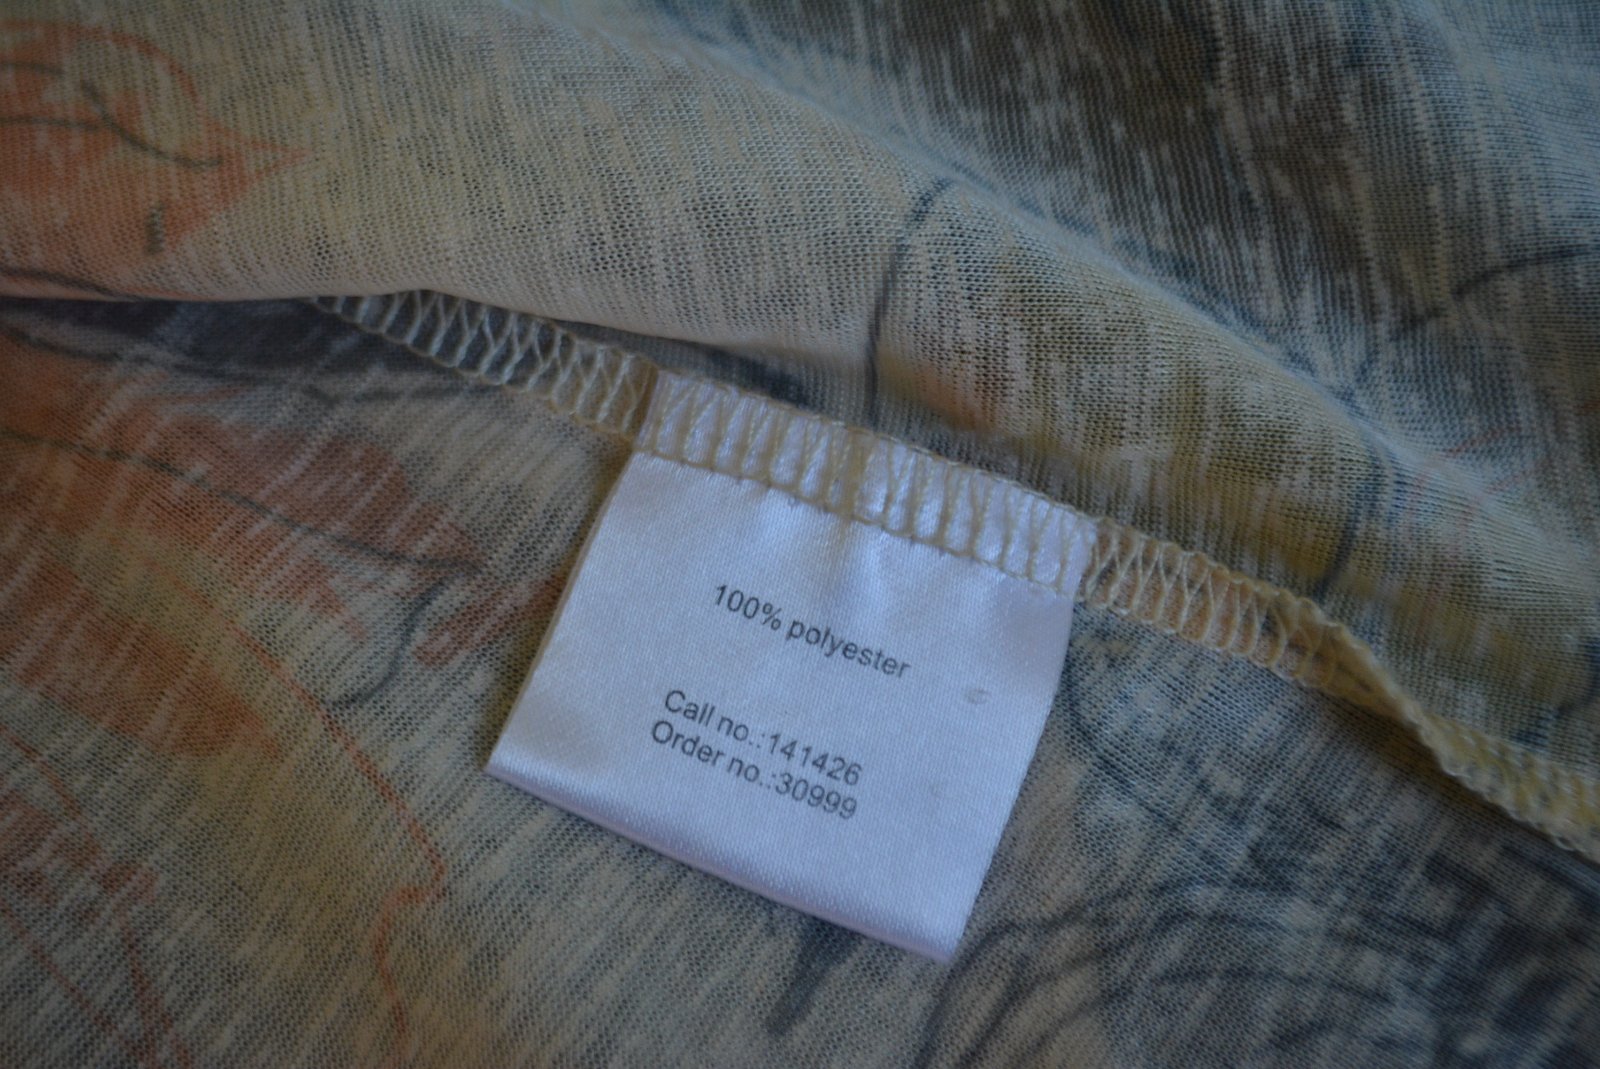 100% polyester
Call no.:141426
Order no.:30999